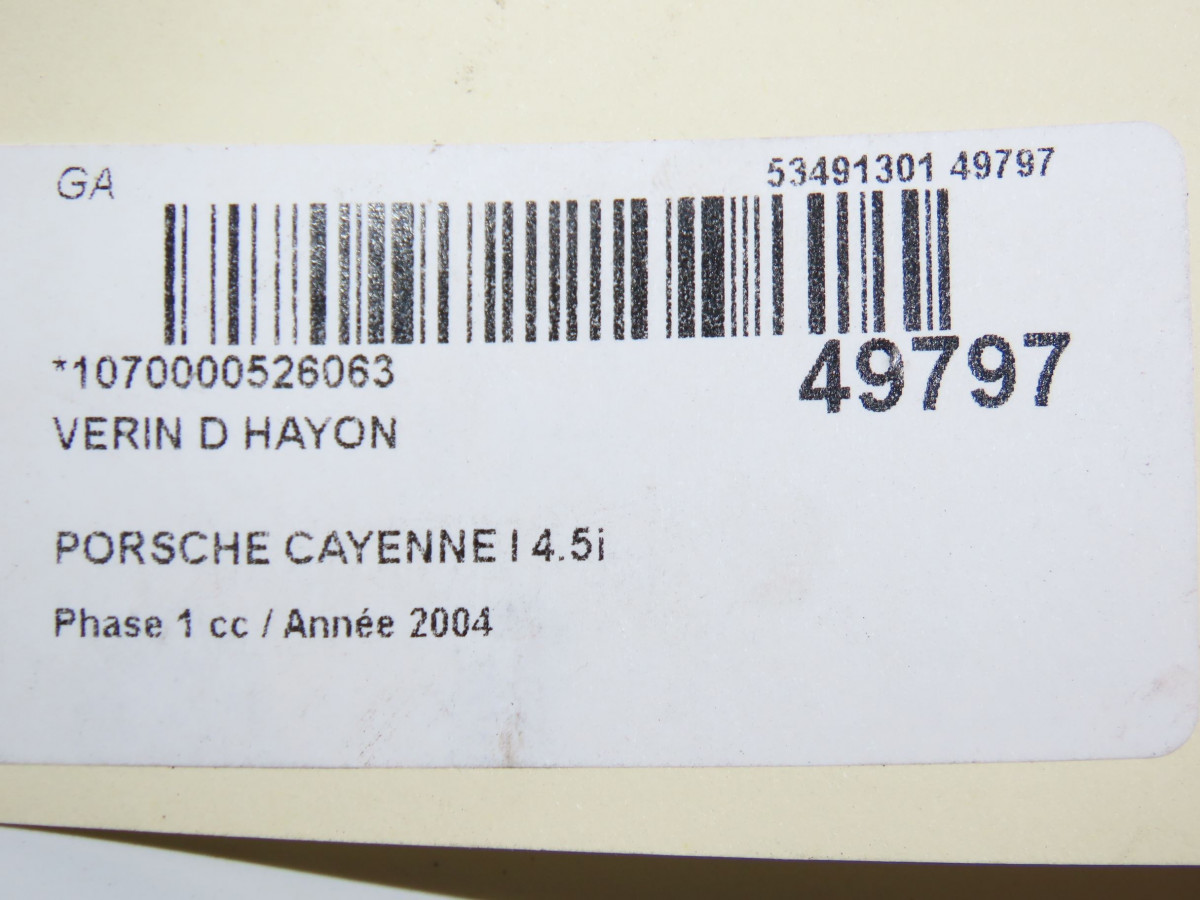 GA
53491301 49797
*1070000526063
49797
VERIN D HAYON
PORSCHE CAYENNE I 4.5i
Phase 1 cc / Année 2004